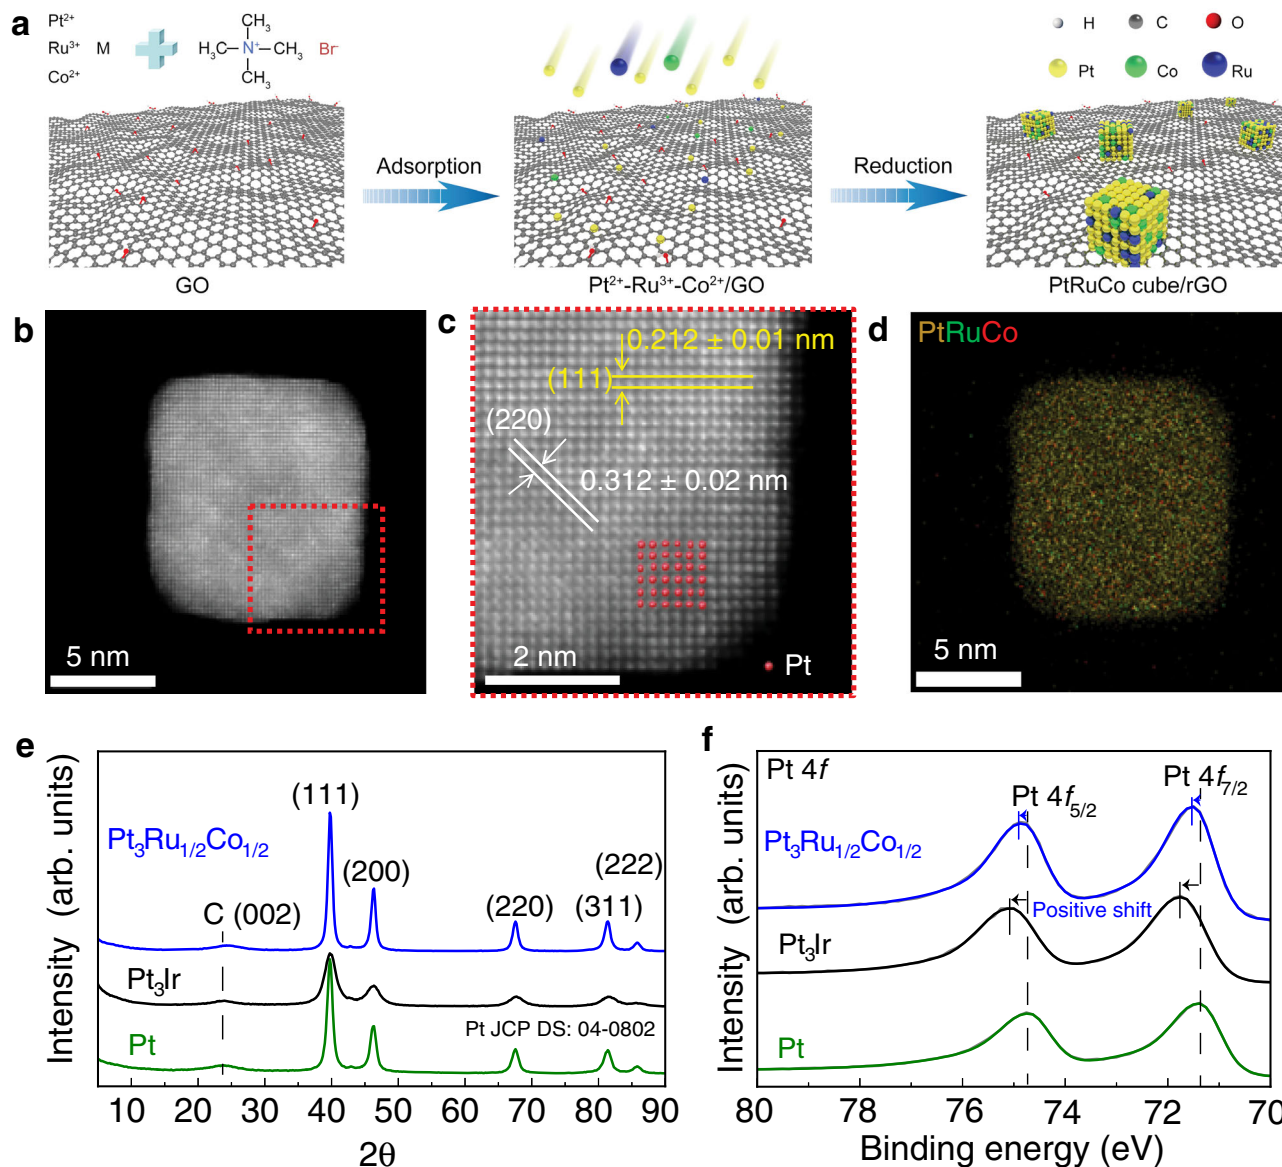 a
Pt²⁺
Ru³⁺ M
Co²⁺
CH₃
H₃C—N⁺—CH₃ Br⁻
CH₃
GO
Adsorption
Pt²⁺-Ru³⁺-Co²⁺/GO
Reduction
H C O
Pt Co Ru
PtRuCo cube/rGO
b
5 nm
c
0.212 ± 0.01 nm
(111)
(220)
0.312 ± 0.02 nm
2 nm
Pt
d
PtRuCo
5 nm
e
Intensity (arb. units)
(111)
Pt₃Ru₁/₂Co₁/₂
(200)
(222)
C (002)
(220) (311)
Pt₃Ir
Pt JCP DS: 04-0802
Pt
10 20 30 40 50 60 70 80 90
2θ
f
Intensity (arb. units)
Pt 4f
Pt 4f₇/₂
Pt 4f₅/₂
Pt₃Ru₁/₂Co₁/₂
Positive shift
Pt₃Ir
Pt
80 78 76 74 72 70
Binding energy (eV)